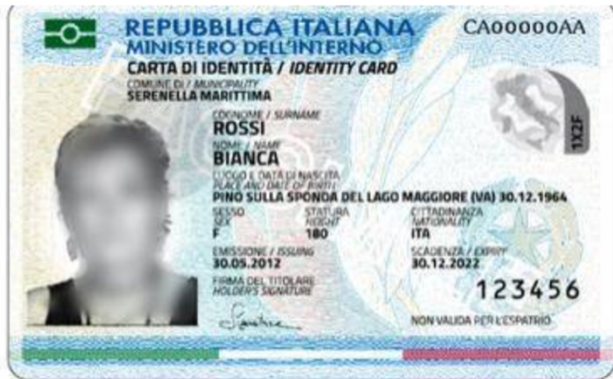 REPUBBLICA ITALIANA
CA00000AA
MINISTERO DELL'INTERNO
CARTA DI IDENTITÀ / IDENTITY CARD
COMUNE DI / MUNICIPALITY
SERENELLA MARITTIMA
COGNOME / SURNAME
ROSSI
NOME / NAME
BIANCA
LUOGO E DATA DI NASCITA
PLACE AND DATE OF BIRTH
PINO SULLA SPONDA DEL LAGO MAGGIORE (VA) 30.12.1964
SESSO STATURA CITTADINANZA
SEX HEIGHT NATIONALITY
F 180 ITA
EMISSIONE / ISSUING SCADENZA / EXPIRY
30.05.2012 30.12.2022
FIRMA DEL TITOLARE
HOLDER'S SIGNATURE
123456
NON VALIDA PER L'ESPATRIO
1X2F